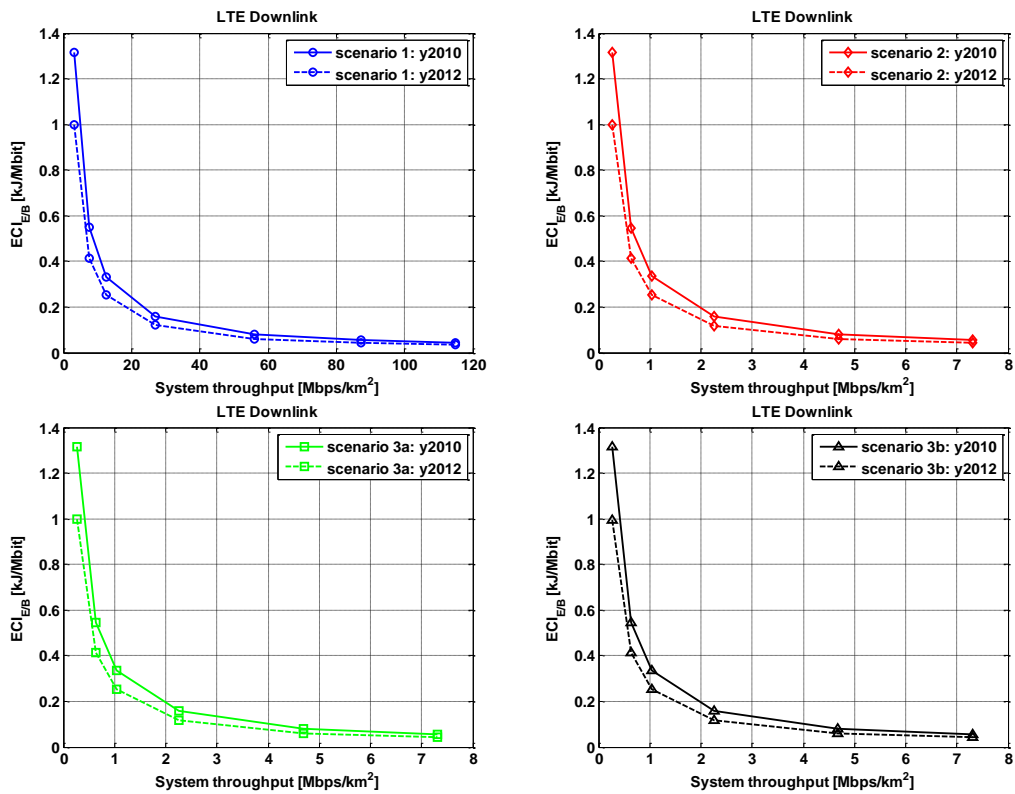 LTE Downlink
1.4
1.2
1
0.8
0.6
0.4
0.2
0
ECI_E/B [kJ/Mbit]
scenario 1: y2010
scenario 1: y2012
0 20 40 60 80 100 120
System throughput [Mbps/km²]
LTE Downlink
1.4
1.2
1
0.8
0.6
0.4
0.2
0
ECI_E/B [kJ/Mbit]
scenario 2: y2010
scenario 2: y2012
0 1 2 3 4 5 6 7 8
System throughput [Mbps/km²]
LTE Downlink
1.4
1.2
1
0.8
0.6
0.4
0.2
0
ECI_E/B [kJ/Mbit]
scenario 3a: y2010
scenario 3a: y2012
0 1 2 3 4 5 6 7 8
System throughput [Mbps/km²]
LTE Downlink
1.4
1.2
1
0.8
0.6
0.4
0.2
0
ECI_E/B [kJ/Mbit]
scenario 3b: y2010
scenario 3b: y2012
0 1 2 3 4 5 6 7 8
System throughput [Mbps/km²]